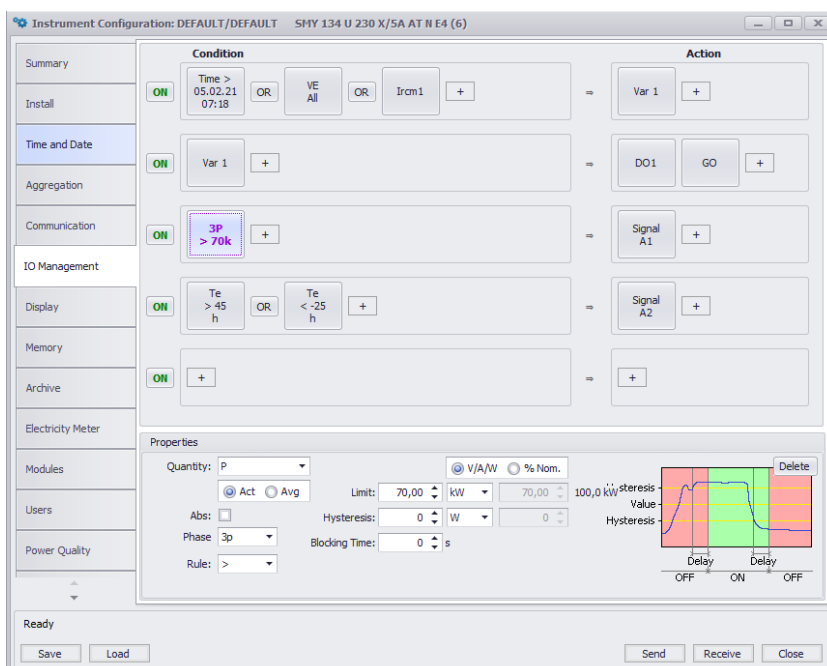 Instrument Configuration: DEFAULT/DEFAULT SMY 134 U 230 X/5A AT N E4 (6)
Summary
Install
Time and Date
Aggregation
Communication
IO Management
Display
Memory
Archive
Electricity Meter
Modules
Users
Power Quality
Condition
Action
ON
Time >
05.02.21
07:18
OR
VE
All
OR
Ircm1
+
⇒
Var 1
+
ON
Var 1
+
⇒
DO1
GO
+
ON
3P
> 70k
+
⇒
Signal
A1
+
ON
Te
> 45
h
OR
Te
< -25
h
+
⇒
Signal
A2
+
ON
+
⇒
+
Properties
Quantity: P
Act Avg
Abs:
Phase 3p
Rule: >
V/A/W % Nom.
Limit: 70,00 kW 70,00 100,0 kW
Hysteresis: 0 W 0
Blocking Time: 0 s
Delete
Hysteresis
Value
Hysteresis
Delay Delay
OFF ON OFF
Ready
Save Load Send Receive Close